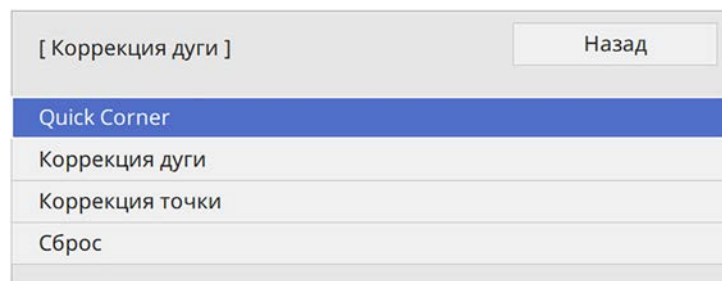 [ Коррекция дуги ]
Назад
Quick Corner
Коррекция дуги
Коррекция точки
Сброс